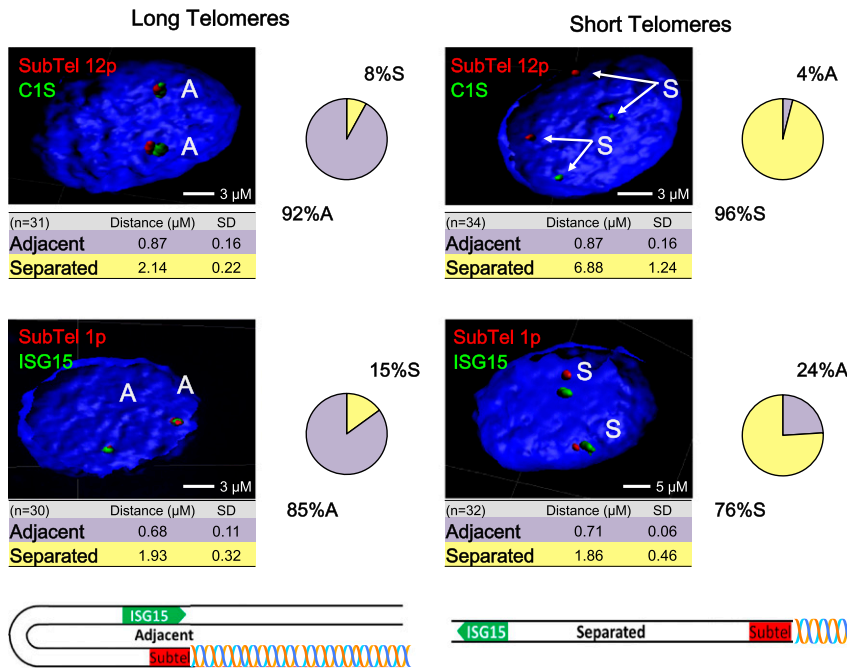 Long Telomeres
Short Telomeres
SubTel 12p
C1S
A
A
3 µM
8%S
92%A
(n=31) Distance (µM) SD
Adjacent 0.87 0.16
Separated 2.14 0.22
SubTel 12p
C1S
S
S
3 µM
4%A
96%S
(n=34) Distance (µM) SD
Adjacent 0.87 0.16
Separated 6.88 1.24
SubTel 1p
ISG15
A A
3 µM
15%S
85%A
(n=30) Distance (µM) SD
Adjacent 0.68 0.11
Separated 1.93 0.32
SubTel 1p
ISG15
S
S
5 µM
24%A
76%S
(n=32) Distance (µM) SD
Adjacent 0.71 0.06
Separated 1.86 0.46
ISG15
Adjacent
Subtel
ISG15 Separated Subtel